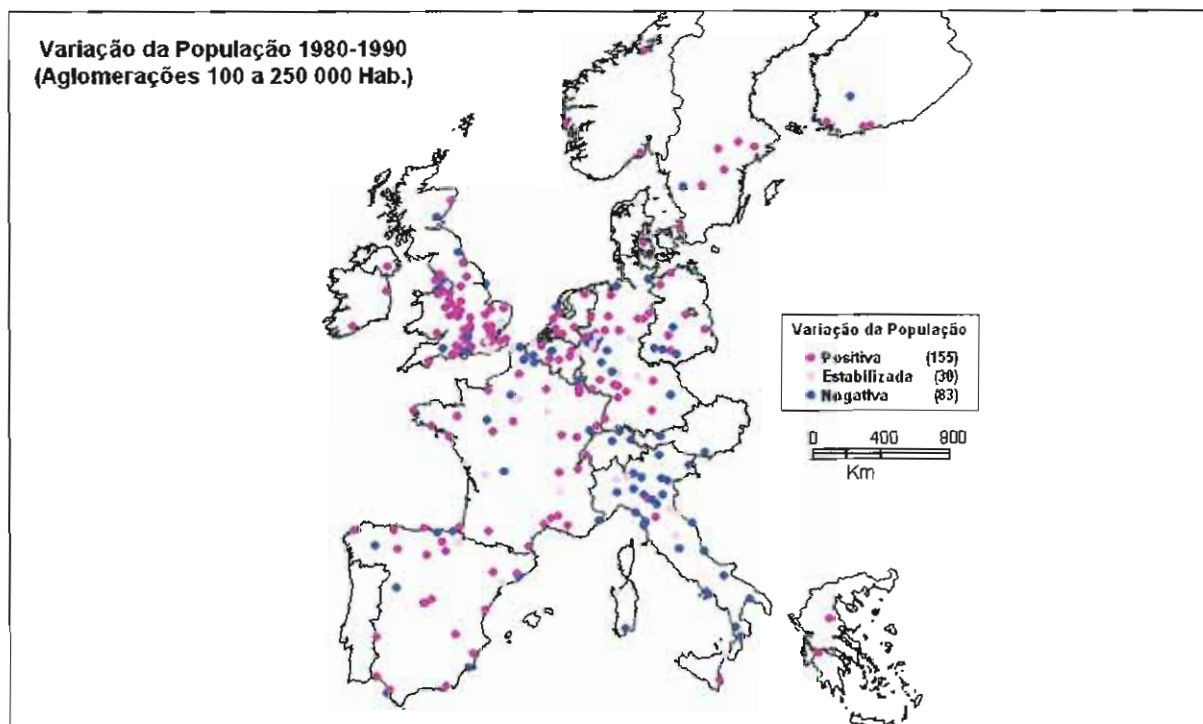 Variação da População 1980-1990
(Aglomerações 100 a 250 000 Hab.)
Variação da População
Positiva (155)
Estabilizada (30)
Nogativa (83)
0 400 800
Km